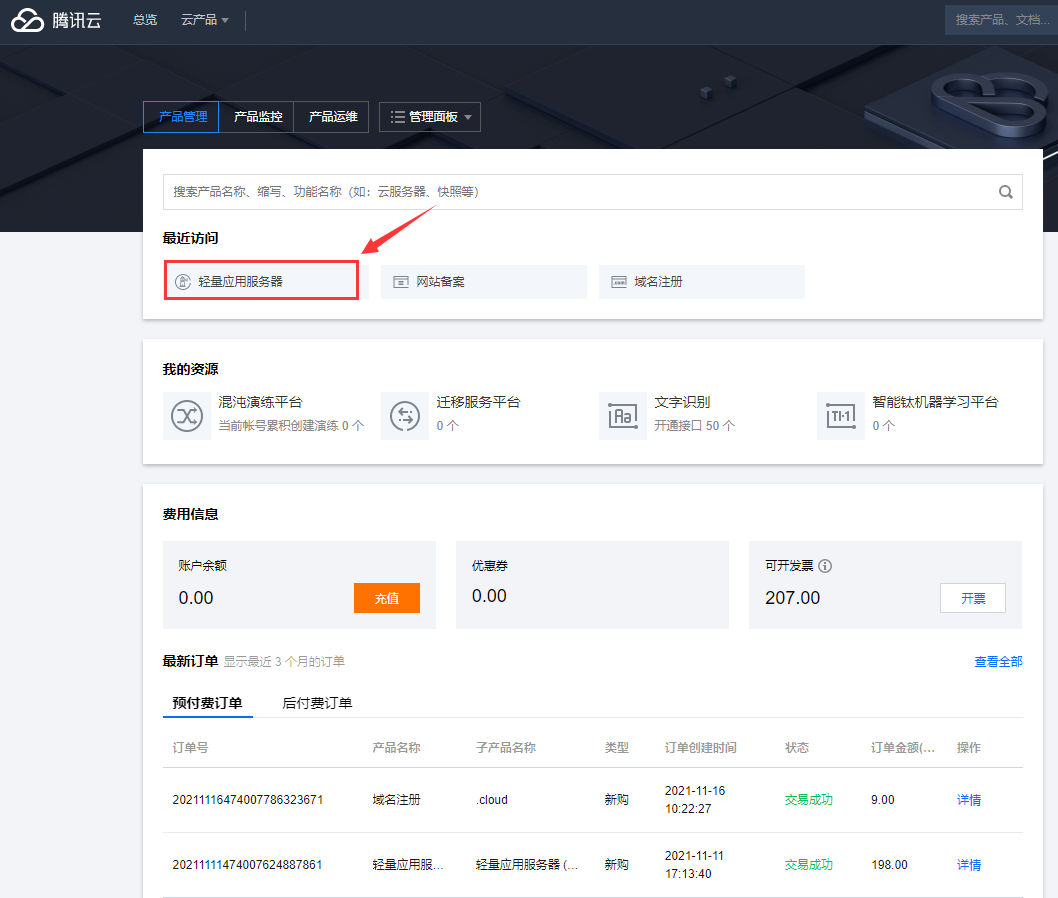 腾讯云 总览 云产品 搜索产品、文档...
产品管理 产品监控 产品运维 管理面板
搜索产品名称、缩写、功能名称（如：云服务器、快照等）
最近访问
轻量应用服务器 网站备案 域名注册
我的资源
混沌演练平台 迁移服务平台 文字识别 智能钛机器学习平台
当前帐号累积创建演练 0 个 0 个 开通接口 50 个 0 个
费用信息
账户余额 优惠券 可开发票
0.00 充值 0.00 207.00 开票
最新订单 显示最近 3 个月的订单 查看全部
预付费订单 后付费订单
订单号 产品名称 子产品名称 类型 订单创建时间 状态 订单金额(... 操作
20211116474007786323671 域名注册 .cloud 新购 2021-11-16 10:22:27 交易成功 9.00 详情
20211111474007624887861 轻量应用服... 轻量应用服务器 (... 新购 2021-11-11 17:13:40 交易成功 198.00 详情